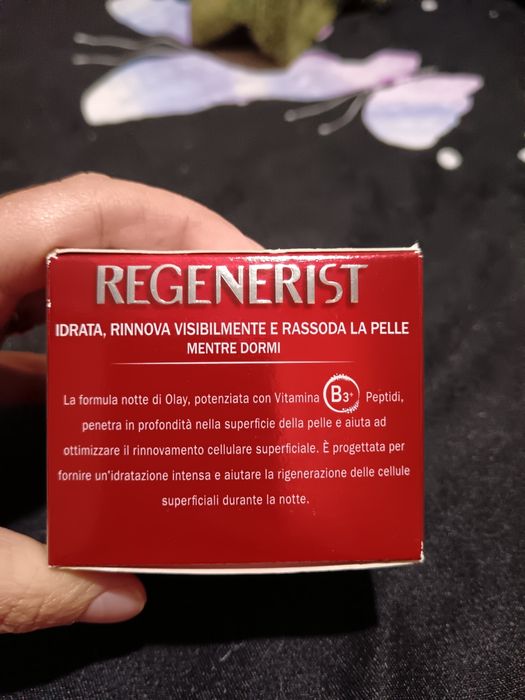 REGENERIST
IDRATA, RINNOVA VISIBILMENTE E RASSODA LA PELLE
MENTRE DORMI
La formula notte di Olay, potenziata con Vitamina B3+ Peptidi,
penetra in profondità nella superficie della pelle e aiuta ad
ottimizzare il rinnovamento cellulare superficiale. È progettata per
fornire un'idratazione intensa e aiutare la rigenerazione delle cellule
superficiali durante la notte.